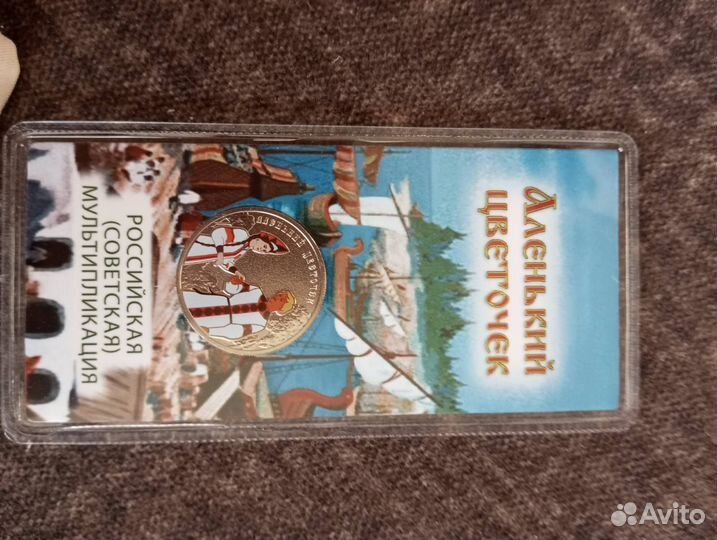 Аленький
цветочек
АЛЕНЬКИЙ ЦВЕТОЧЕК
РОССИЙСКАЯ
(СОВЕТСКАЯ)
МУЛЬТИПЛИКАЦИЯ
Avito